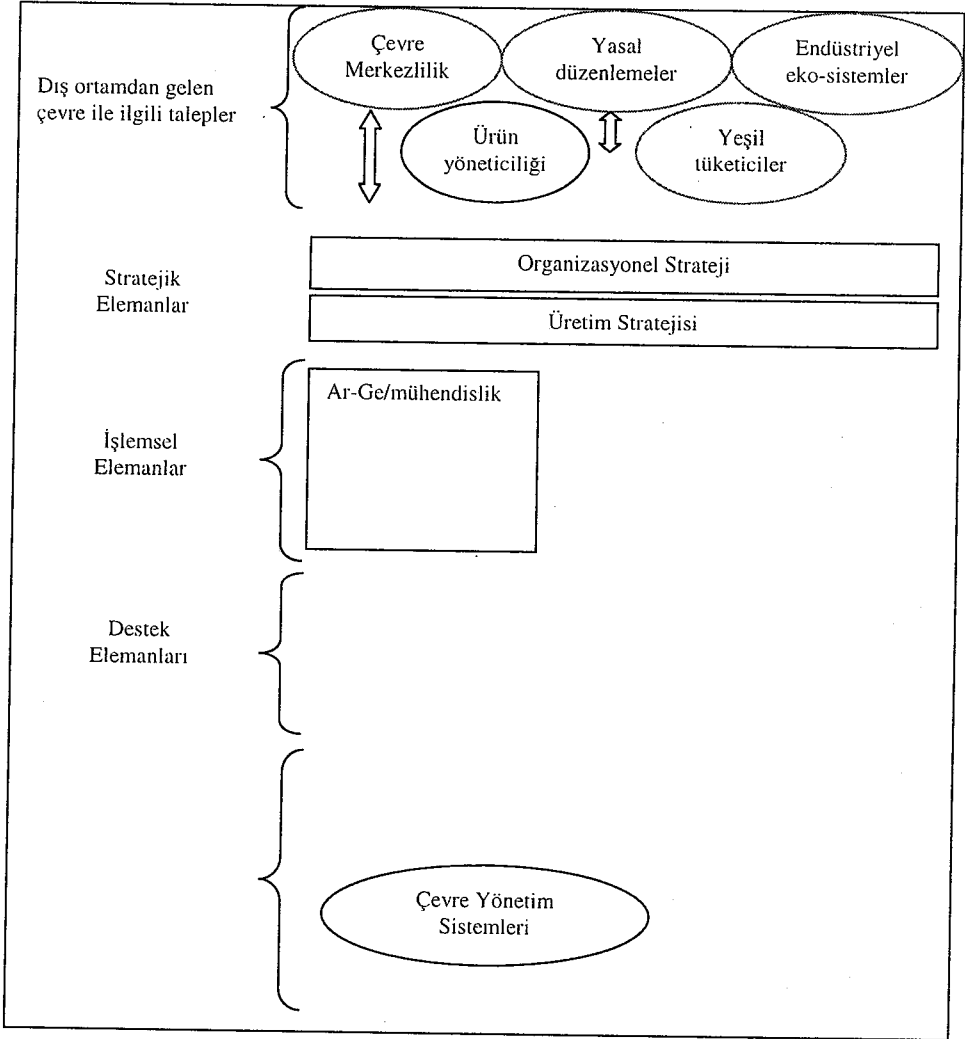 Dış ortamdan gelen
çevre ile ilgili talepler
Çevre
Merkezlilik
Yasal
düzenlemeler
Endüstriyel
eko-sistemler
Ürün
yöneticiliği
Yeşil
tüketiciler
Stratejik
Elemanlar
Organizasyonel Strateji
Üretim Stratejisi
İşlemsel
Elemanlar
Ar-Ge/mühendislik
Destek
Elemanları
Çevre Yönetim
Sistemleri